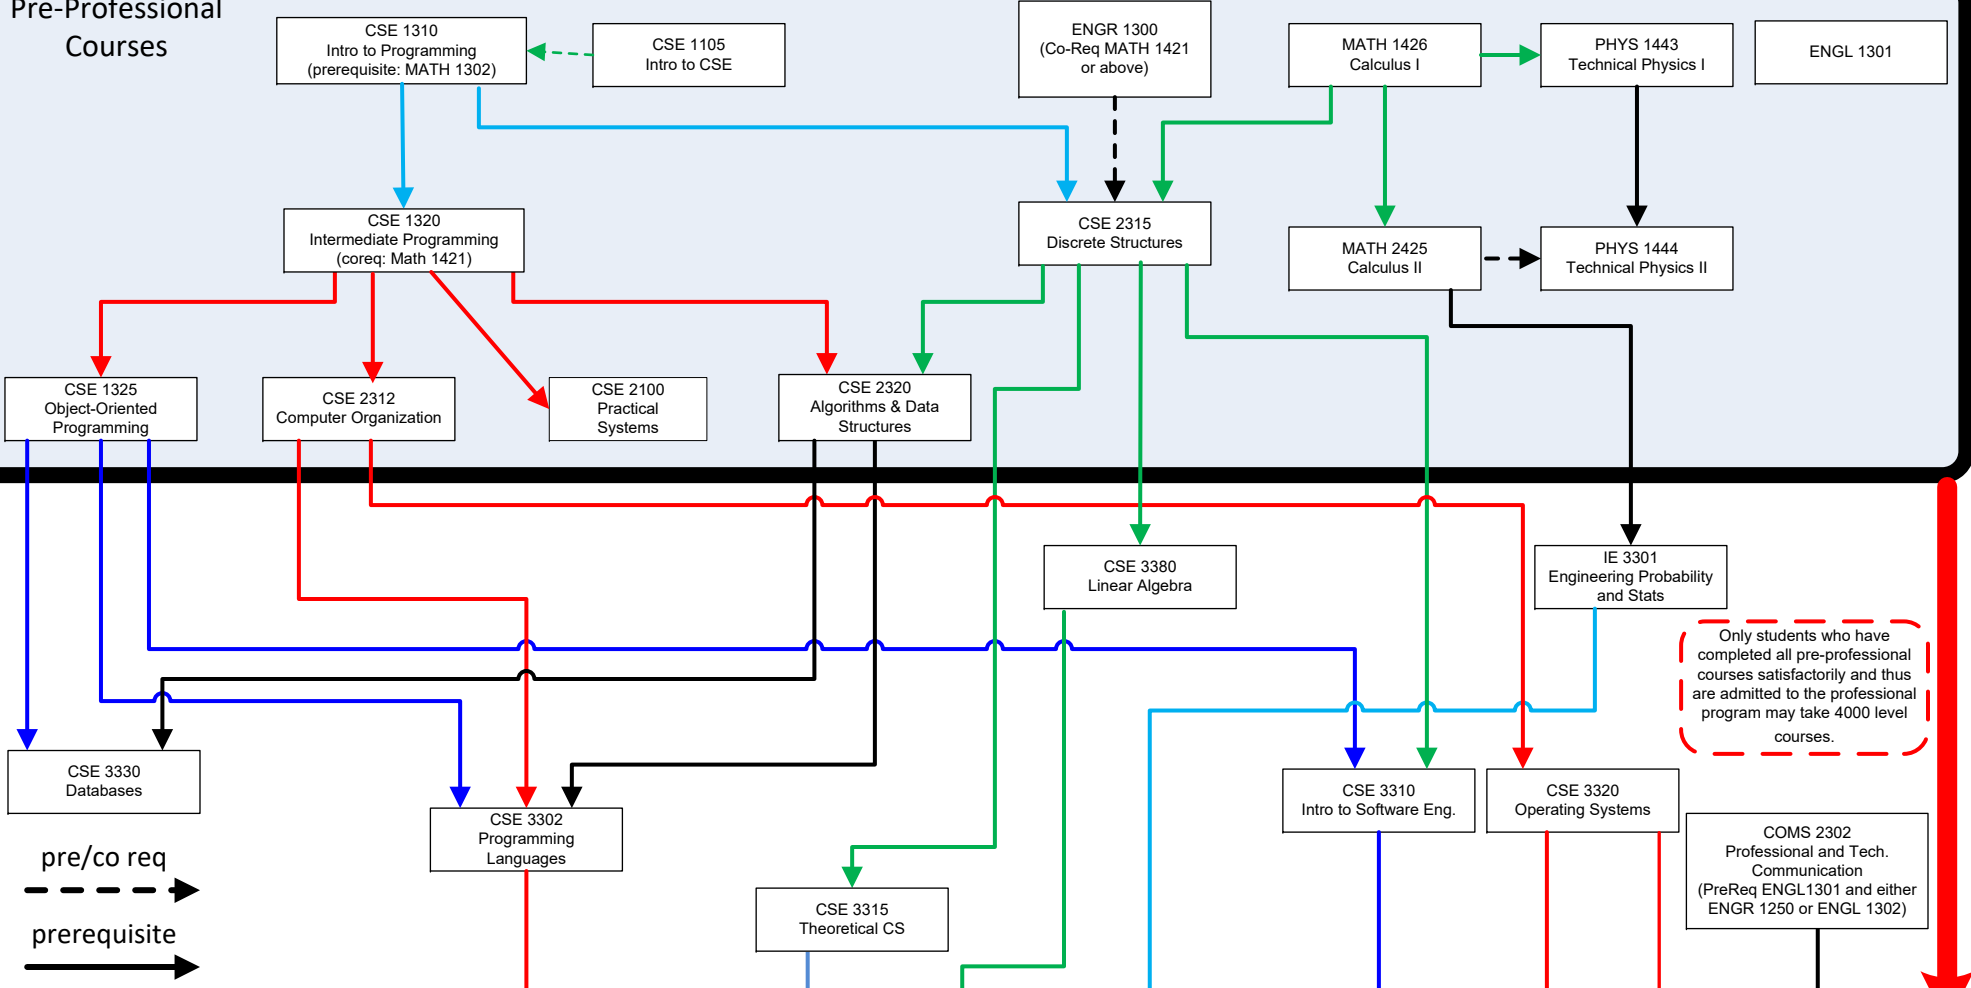 Pre-Professional
Courses
CSE 1310
Intro to Programming
(prerequisite: MATH 1302)
CSE 1105
Intro to CSE
ENGR 1300
(Co-Req MATH 1421
or above)
MATH 1426
Calculus I
PHYS 1443
Technical Physics I
ENGL 1301
CSE 1320
Intermediate Programming
(coreq: Math 1421)
CSE 2315
Discrete Structures
MATH 2425
Calculus II
PHYS 1444
Technical Physics II
CSE 1325
Object-Oriented
Programming
CSE 2312
Computer Organization
CSE 2100
Practical
Systems
CSE 2320
Algorithms & Data
Structures
CSE 3380
Linear Algebra
IE 3301
Engineering Probability
and Stats
Only students who have
completed all pre-professional
courses satisfactorily and thus
are admitted to the professional
program may take 4000 level
courses.
CSE 3330
Databases
CSE 3302
Programming
Languages
CSE 3310
Intro to Software Eng.
CSE 3320
Operating Systems
COMS 2302
Professional and Tech.
Communication
(PreReq ENGL1301 and either
ENGR 1250 or ENGL 1302)
pre/co req
prerequisite
CSE 3315
Theoretical CS